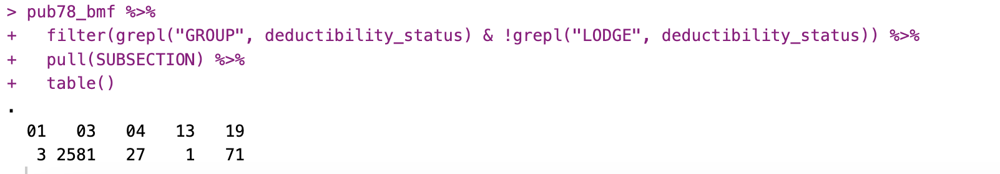 > pub78_bmf %>%
+   filter(grepl("GROUP", deductibility_status) & !grepl("LODGE", deductibility_status)) %>%
+   pull(SUBSECTION) %>%
+   table()
.
  01   03   04   13   19
   3 2581   27    1   71